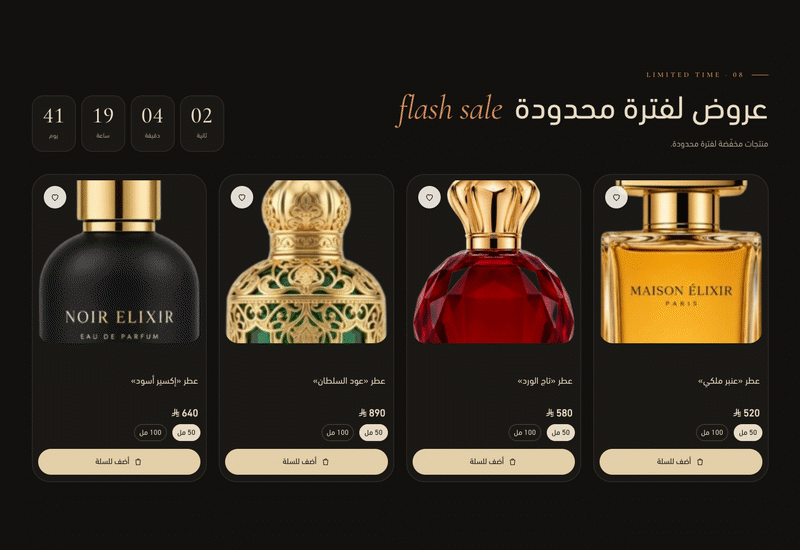 LIMITED TIME · 08
عروض لفترة محدودة flash sale
منتجات مخفّضة لفترة محدودة.
02 04 19 41
ثانية دقيقة ساعة يوم
MAISON ÉLIXIR
PARIS
عطر «عنبر ملكي»
520
50 مل 100 مل
أضف للسلة
عطر «تاج الورد»
580
50 مل 100 مل
أضف للسلة
عطر «عود السلطان»
890
50 مل 100 مل
أضف للسلة
NOIR ELIXIR
EAU DE PARFUM
عطر «إكسير أسود»
640
50 مل 100 مل
أضف للسلة